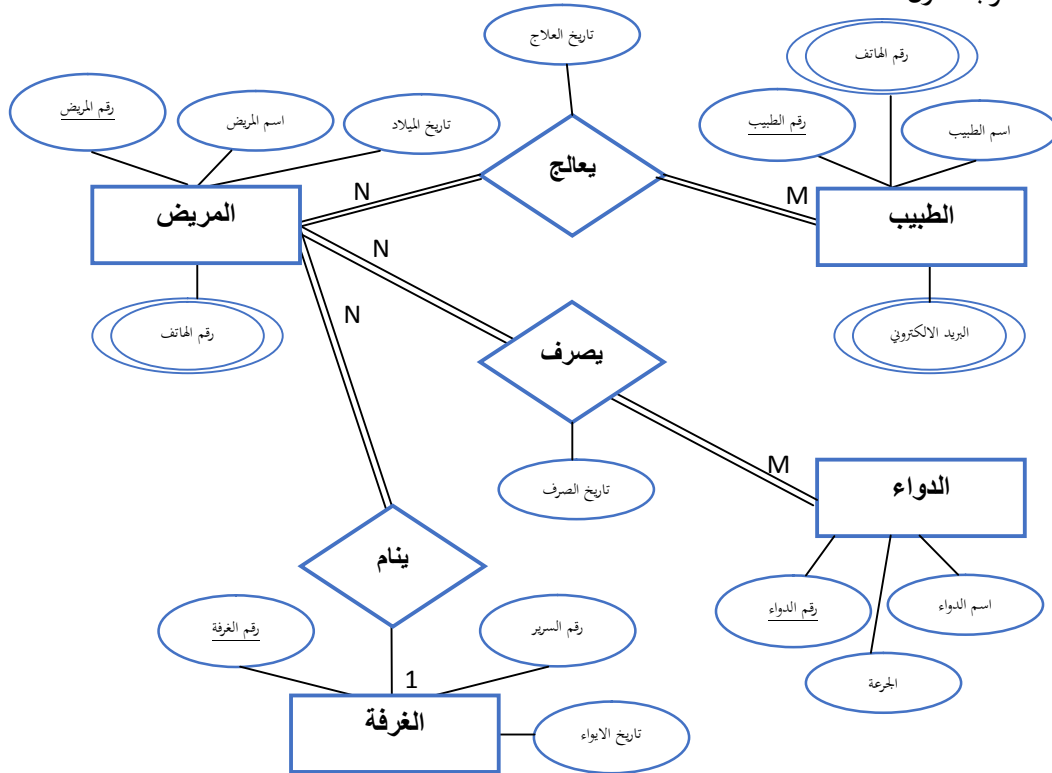 تاريخ العلاج
رقم الهاتف
رقم المريض
اسم المريض
تاريخ الميلاد
رقم الطبيب
اسم الطبيب
يعالج
N
M
المريض
الطبيب
N
N
رقم الهاتف
البريد الالكتروني
يصرف
M
الدواء
تاريخ الصرف
ينام
رقم الدواء
اسم الدواء
رقم الغرفة
رقم السرير
الجرعة
1
الغرفة
تاريخ الايواء